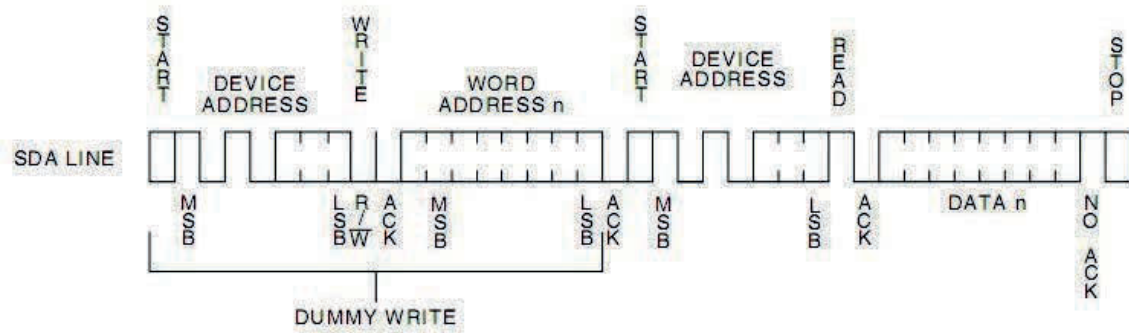 START
WRITE
START
READ
STOP
DEVICE
ADDRESS
WORD
ADDRESS n
DEVICE
ADDRESS
SDA LINE
MSB
LSB
R/W
ACK
MSB
LSB
ACK
MSB
LSB
ACK
DATA n
NO ACK
DUMMY WRITE